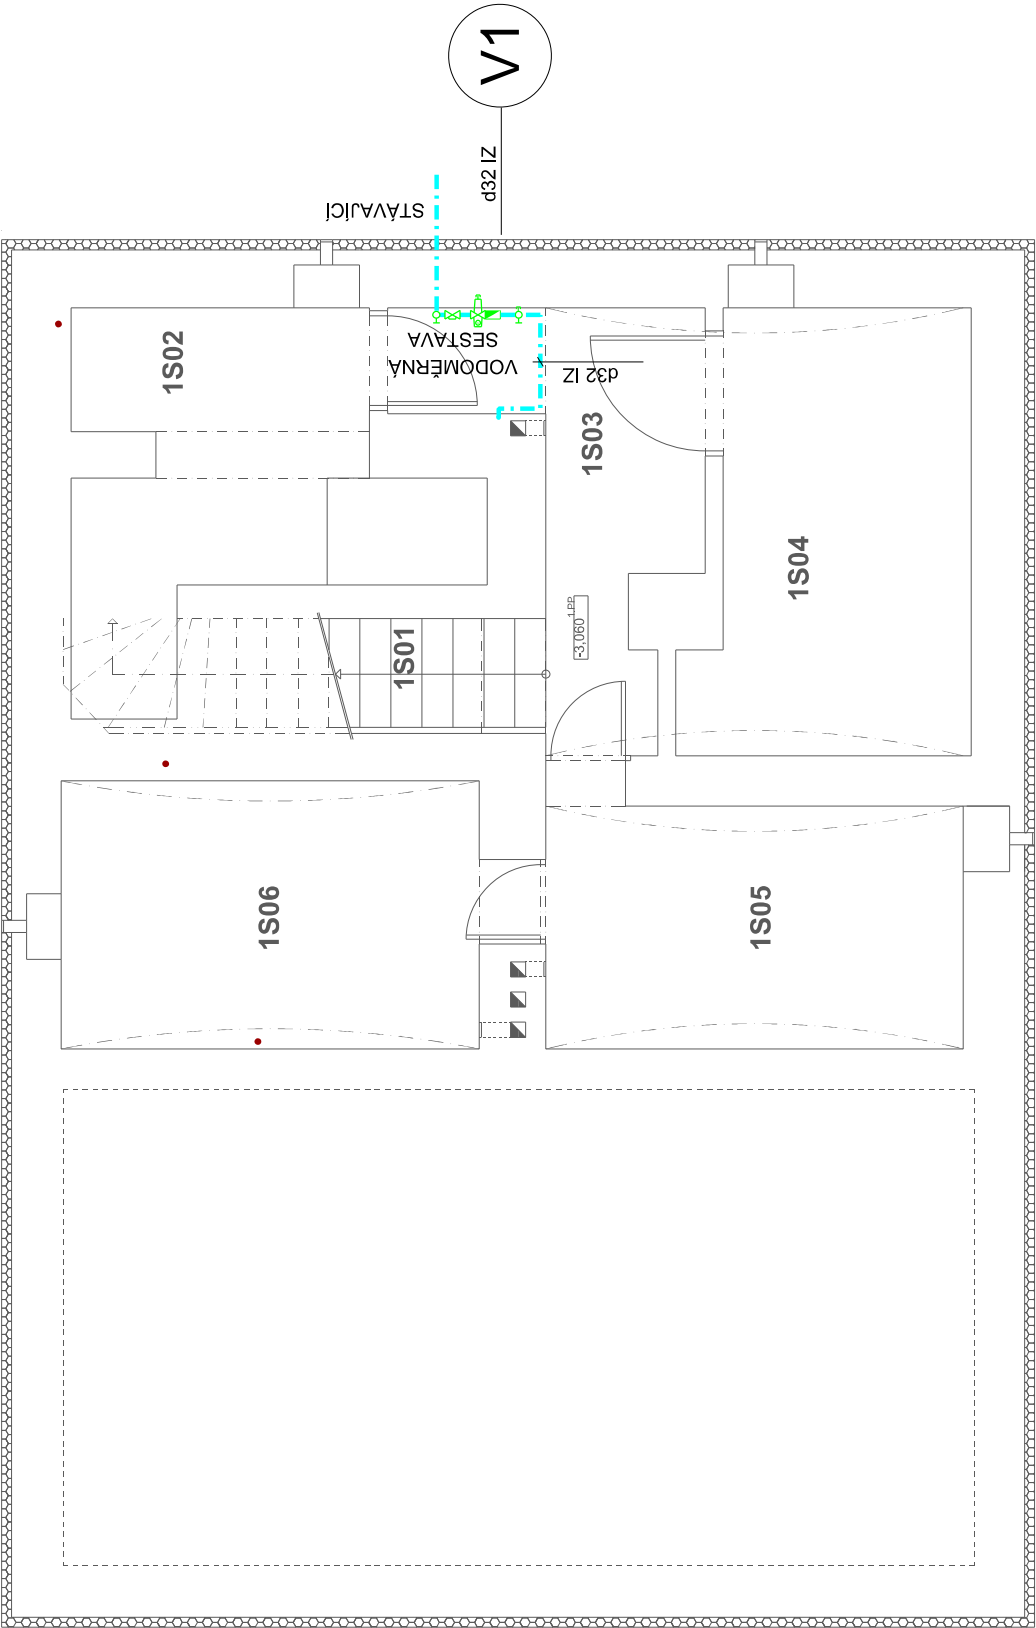 V1
d32 IZ
STÁVAJÍCÍ
VODOMĚRNÁ
SESTAVA
d32 IZ
1S02
1S03
1S04
1.PP
-3,060
1S01
1S06
1S05